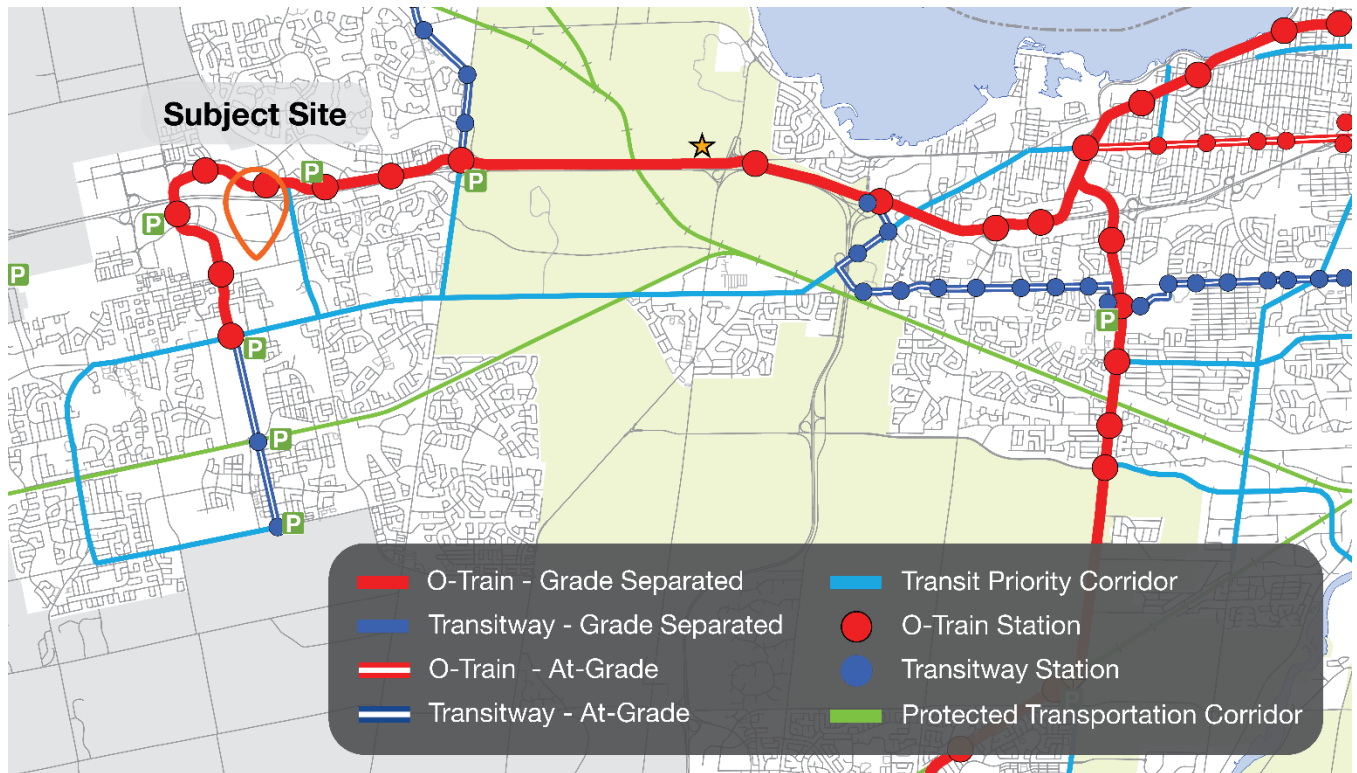 Subject Site
P
P
P
P
P
P
P
P
O-Train - Grade Separated
Transitway - Grade Separated
O-Train - At-Grade
Transitway - At-Grade
Transit Priority Corridor
O-Train Station
Transitway Station
Protected Transportation Corridor